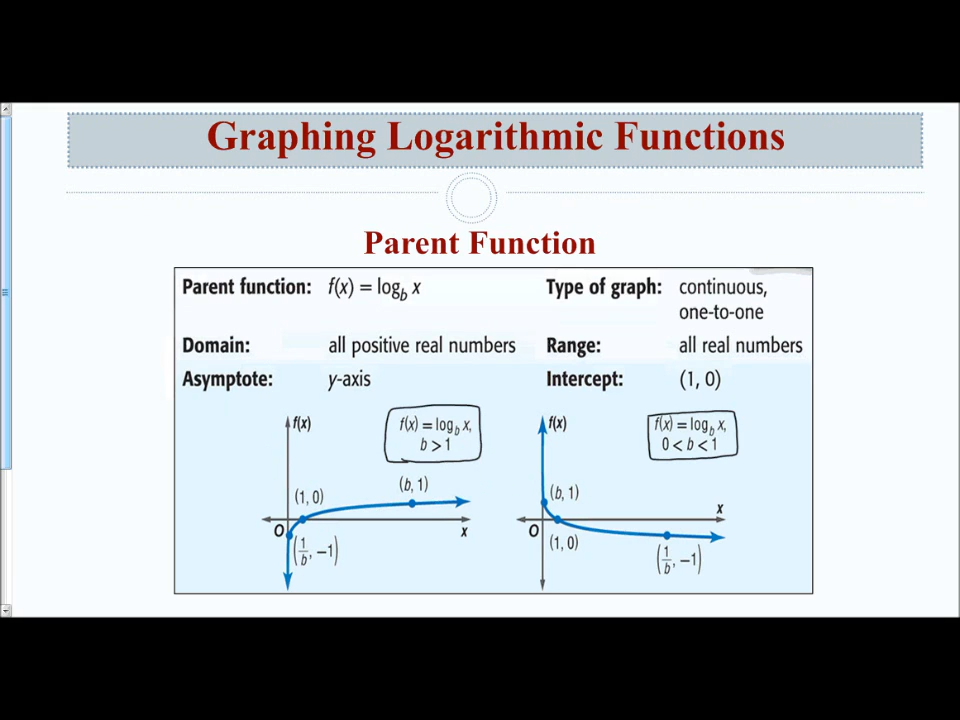 Graphing Logarithmic Functions
Parent Function
Parent function: f(x) = log_b x
Type of graph: continuous,
one-to-one
Domain: all positive real numbers
Range: all real numbers
Asymptote: y-axis
Intercept: (1, 0)
f(x)
f(x) = log_b x,
b > 1
(1, 0)
(b, 1)
O
x
(1/b, −1)
f(x)
f(x) = log_b x,
0 < b < 1
(b, 1)
x
O
(1, 0)
(1/b, −1)